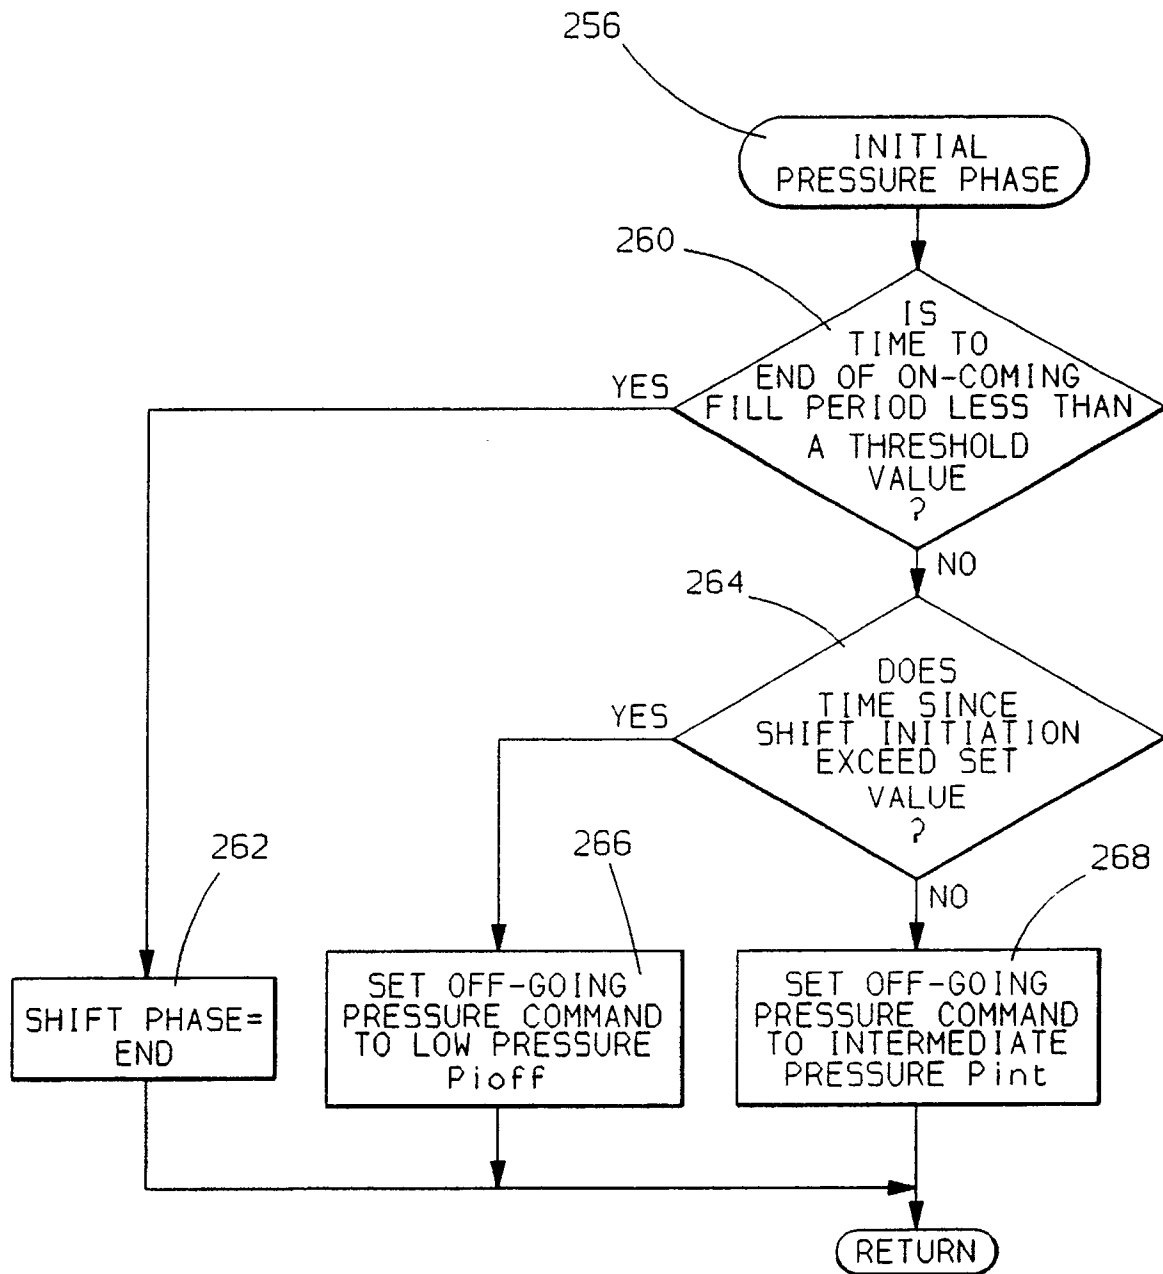 256
INITIAL
PRESSURE PHASE
260
IS
TIME TO
END OF ON-COMING
FILL PERIOD LESS THAN
A THRESHOLD
VALUE
?
YES
NO
264
DOES
TIME SINCE
SHIFT INITIATION
EXCEED SET
VALUE
?
YES
NO
262
SHIFT PHASE=
END
266
SET OFF-GOING
PRESSURE COMMAND
TO LOW PRESSURE
Pioff
268
SET OFF-GOING
PRESSURE COMMAND
TO INTERMEDIATE
PRESSURE Pint
RETURN